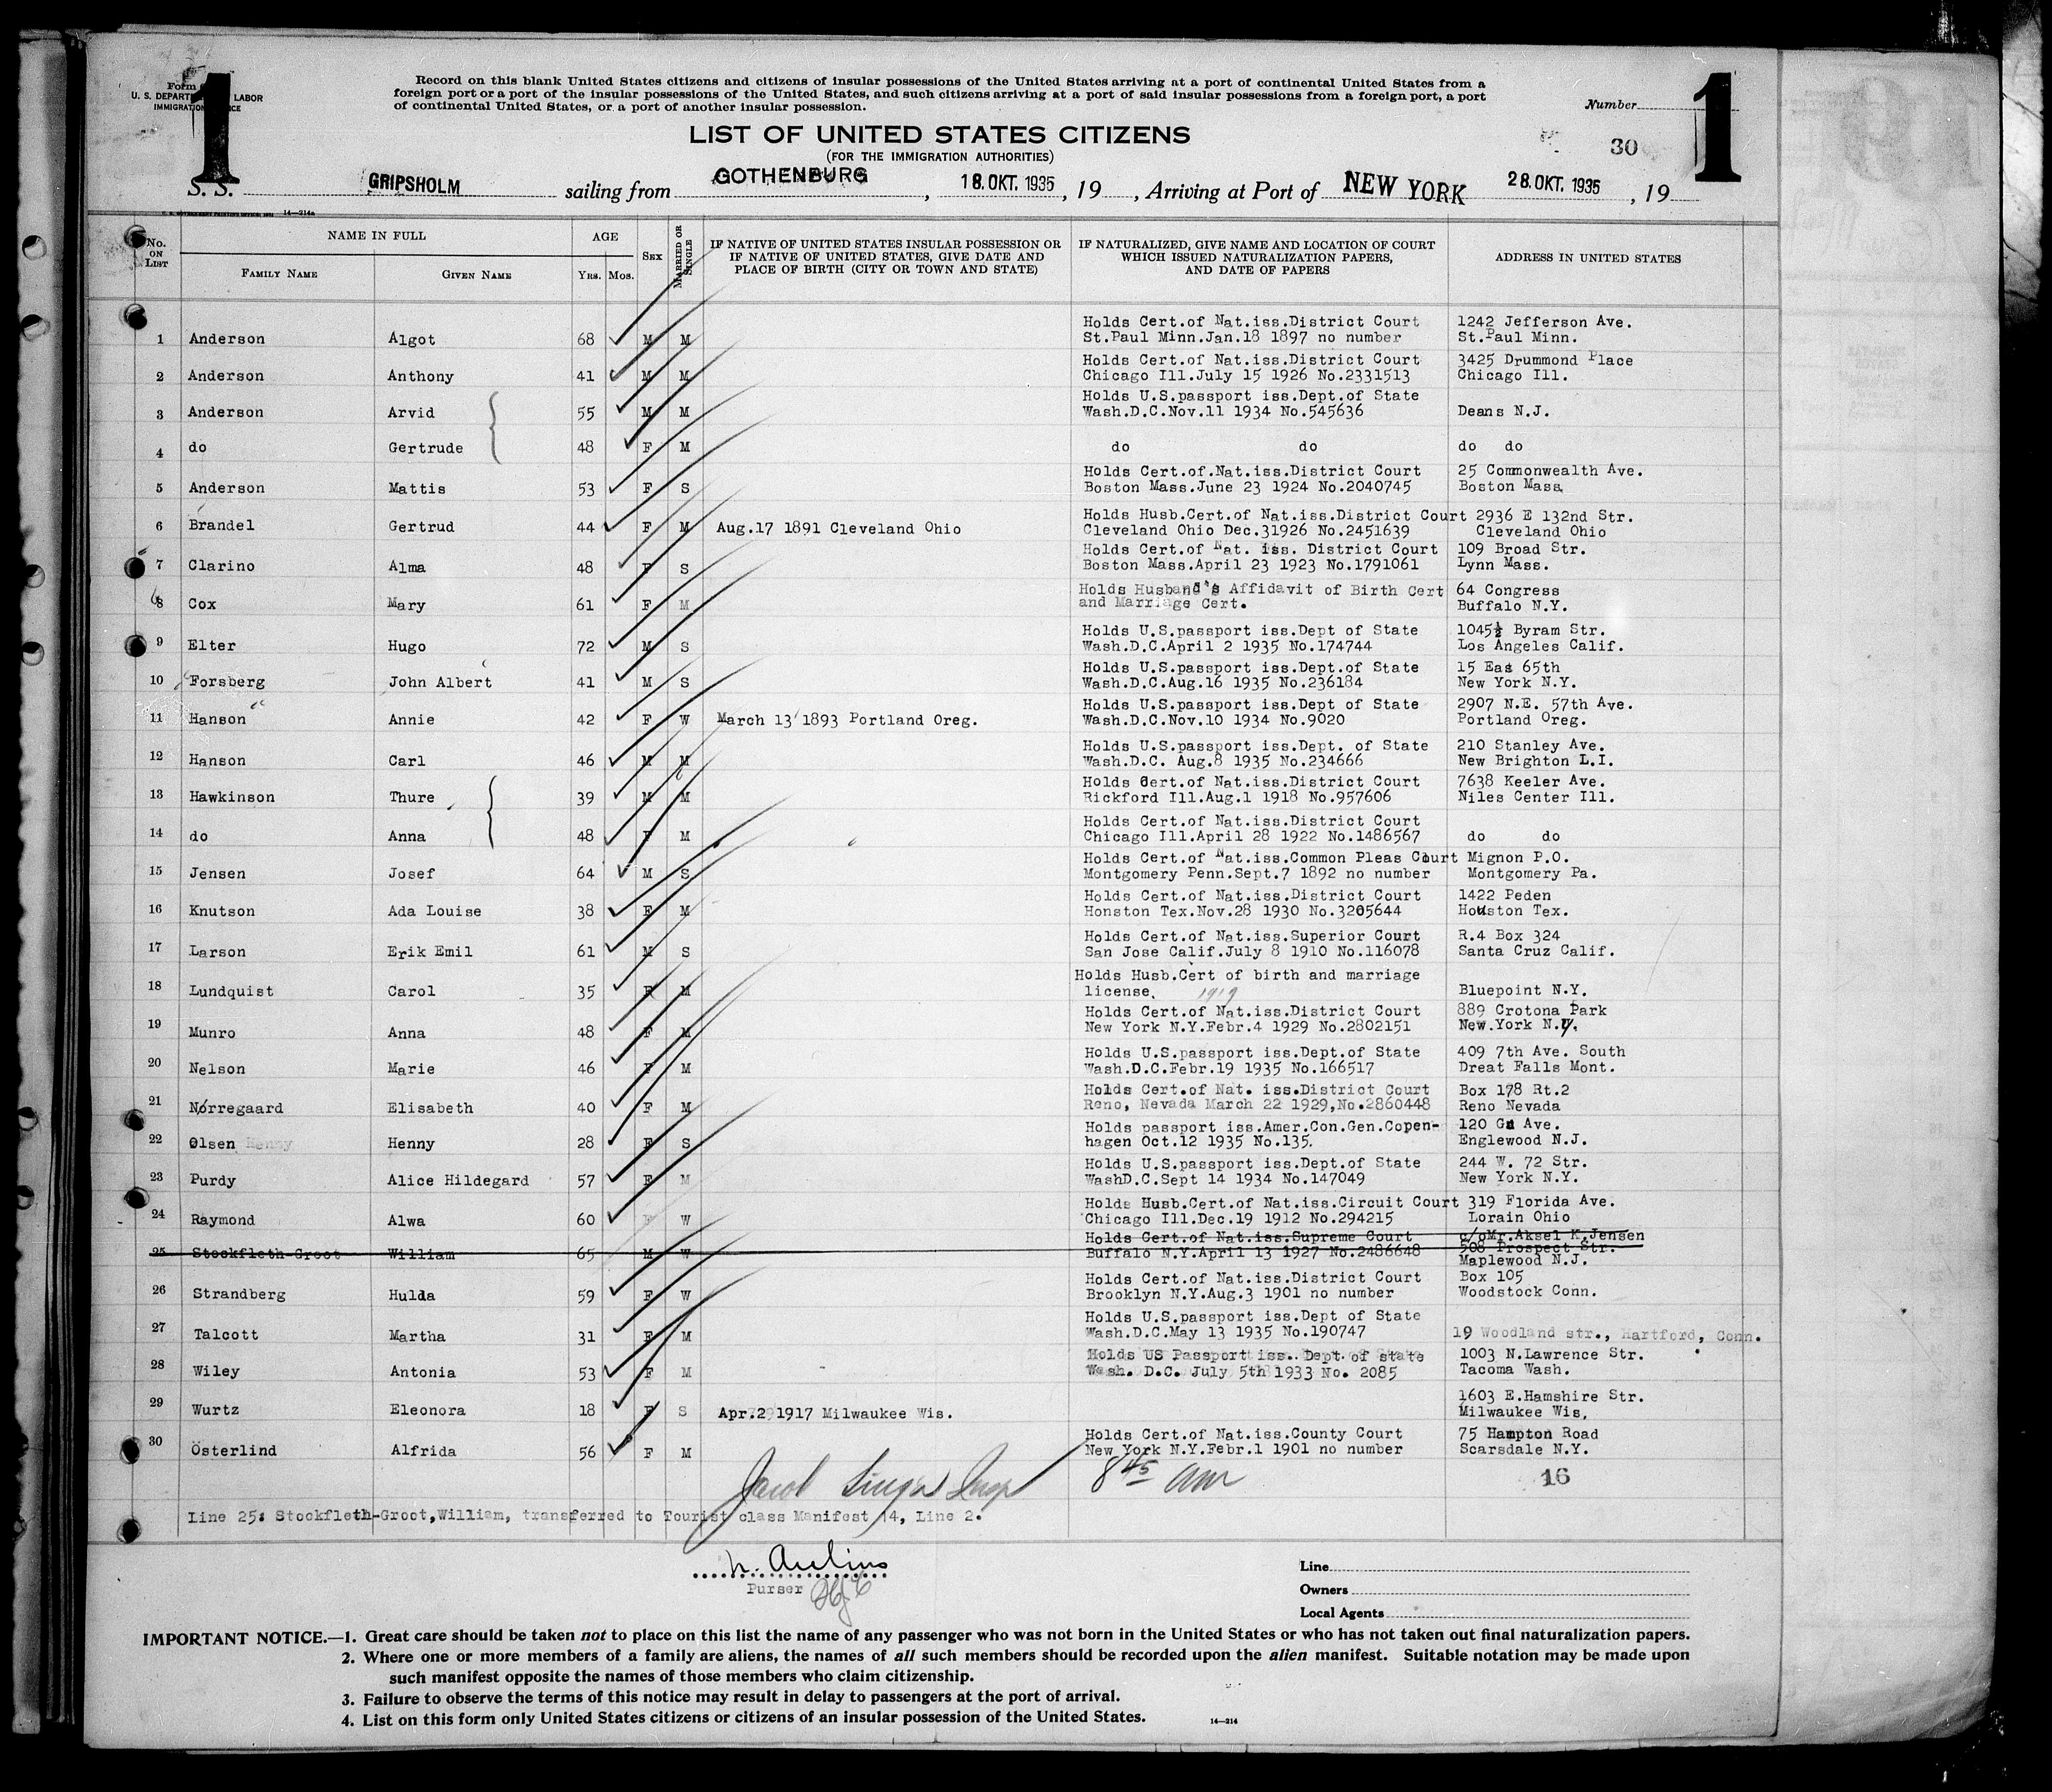 1
1
Form
U. S. DEPART LABOR
IMMIGRATION
Record on this blank United States citizens and citizens of insular possessions of the United States arriving at a port of continental United States from a
foreign port or a port of the insular possessions of the United States, and such citizens arriving at a port of said insular possessions from a foreign port, a port
of continental United States, or a port of another insular possession.
Number
LIST OF UNITED STATES CITIZENS
(FOR THE IMMIGRATION AUTHORITIES)
30
S. S. GRIPSHOLM sailing from GOTHENBURG, 18. OKT. 1935, 19 , Arriving at Port of NEW YORK 28. OKT. 1935, 19
14—214a
No. ON LIST
NAME IN FULL
FAMILY NAME GIVEN NAME
AGE
YRS. MOS.
SEX
MARRIED OR SINGLE
IF NATIVE OF UNITED STATES INSULAR POSSESSION OR
IF NATIVE OF UNITED STATES, GIVE DATE AND
PLACE OF BIRTH (CITY OR TOWN AND STATE)
IF NATURALIZED, GIVE NAME AND LOCATION OF COURT
WHICH ISSUED NATURALIZATION PAPERS,
AND DATE OF PAPERS
ADDRESS IN UNITED STATES
Holds Cert.of Nat.iss.District Court 1242 Jefferson Ave.
1 Anderson Algot 68 M M St.Paul Minn.Jan.18 1897 no number St.Paul Minn.
Holds Cert.of Nat.iss.District Court 3425 Drummond Place
2 Anderson Anthony 41 M M Chicago Ill.July 15 1926 No.2331513 Chicago Ill.
Holds U.S.passport iss.Dept.of State
3 Anderson Arvid 55 M M Wash.D.C.Nov.11 1934 No.545636 Deans N.J.
4 do Gertrude 48 F M do do do do
Holds Cert.of.Nat.iss.District Court 25 Commonwealth Ave.
5 Anderson Mattis 53 F S Boston Mass.June 23 1924 No.2040745 Boston Mass.
Holds Husb.Cert.of Nat.iss.District Court 2936 E 132nd Str.
6 Brandel Gertrud 44 F M Aug.17 1891 Cleveland Ohio Cleveland Ohio Dec.31926 No.2451639 Cleveland Ohio
Holds Cert.of Nat. iss. District Court 109 Broad Str.
7 Clarino Alma 48 F S Boston Mass.April 23 1923 No.1791061 Lynn Mass.
Holds Husband's Affidavit of Birth Cert 64 Congress
8 Cox Mary 61 F M and Marriage Cert. Buffalo N.Y.
Holds U.S.passport iss.Dept of State 1045½ Byram Str.
9 Elter Hugo 72 M S Wash.D.C.April 2 1935 No.174744 Los Angeles Calif.
Holds U.S.passport iss.Dept.of State 15 East 65th
10 Forsberg John Albert 41 M S Wash.D.C.Aug.16 1935 No.236184 New York N.Y.
Holds U.S.passport iss.Dept of State 2907 N.E. 57th Ave.
11 Hanson Annie 42 F W March 13 1893 Portland Oreg. Wash.D.C.Nov.10 1934 No.9020 Portland Oreg.
Holds U.S.passport iss.Dept. of State 210 Stanley Ave.
12 Hanson Carl 46 M M Wash.D.C. Aug.8 1935 No.234666 New Brighton L.I.
Holds Cert.of Nat.iss.District Court 7638 Keeler Ave.
13 Hawkinson Thure 39 M M Rickford Ill.Aug.1 1918 No.957606 Niles Center Ill.
Holds Cert.of Nat.iss.District Court
14 do Anna 48 F M Chicago Ill.April 28 1922 No.1486567 do do
Holds Cert.of Nat.iss.Common Pleas Court Mignon P.O.
15 Jensen Josef 64 M S Montgomery Penn.Sept.7 1892 no number Montgomery Pa.
Holds Cert.of Nat.iss.District Court 1422 Peden
16 Knutson Ada Louise 38 F M Honston Tex.Nov.28 1930 No.3205644 Houston Tex.
Holds Cert.of Nat.iss.Superior Court R.4 Box 324
17 Larson Erik Emil 61 M S San Jose Calif.July 8 1910 No.116078 Santa Cruz Calif.
Holds Husb.Cert of birth and marriage
18 Lundquist Carol 35 F M license. 1919 Bluepoint N.Y.
Holds Cert.of Nat.iss.District Court 889 Crotona Park
19 Munro Anna 48 F M New York N.Y.Febr.4 1929 No.2802151 New.York N.Y.
Holds U.S.passport iss.Dept.of State 409 7th Ave. South
20 Nelson Marie 46 F M Wash.D.C.Febr.19 1935 No.166517 Dreat Falls Mont.
Holds Cert.of Nat. iss.District Court Box 178 Rt.2
21 Nørregaard Elisabeth 40 F M Reno, Nevada March 22 1929,No.2860448 Reno Nevada
Holds passport iss.Amer.Con.Gen.Copen- 120 Ave.
22 Olsen Henny Henny 28 F S hagen Oct.12 1935 No.135. Englewood N.J.
Holds U.S.passport iss.Dept.of State 244 W. 72 Str.
23 Purdy Alice Hildegard 57 F M WashD.C.Sept 14 1934 No.147049 New York N.Y.
Holds Husb.Cert.of Nat.iss.Circuit Court 319 Florida Ave.
24 Raymond Alwa 60 F W Chicago Ill.Dec.19 1912 No.294215 Lorain Ohio
Holds Cert.of Nat.iss.Supreme Court c/oMr.Aksel K.Jensen
25 Stockfleth-Groot William 65 M W Buffalo N.Y.April 13 1927 No.2486648 508 Prospect Str.
Maplewood N.J.
Holds Cert.of Nat.iss.District Court Box 105
26 Strandberg Hulda 59 F W Brooklyn N.Y.Aug.3 1901 no number Woodstock Conn.
Holds U.S.passport iss.Dept of State
27 Talcott Martha 31 F M Wash.D.C.May 13 1935 No.190747 19 Woodland str., Hartford, Conn.
Holds US Passport iss. Dept.of state 1003 N.Lawrence Str.
28 Wiley Antonia 53 F M Wash. D.C. July 5th 1933 No. 2085 Tacoma Wash.
1603 E.Hamshire Str.
29 Wurtz Eleonora 18 F S Apr.2 1917 Milwaukee Wis. Milwaukee Wis.
Holds Cert.of Nat.iss.County Court 75 Hampton Road
30 Österlind Alfrida 56 F M New York N.Y.Febr.1 1901 no number Scarsdale N.Y.
Jacob Singer Insp 8 45 am 16
Line 25: Stockfleth-Groot,William, transferred to Tourist class Manifest 14, Line 2.
Purser
Line
Owners
Local Agents
IMPORTANT NOTICE.—1. Great care should be taken not to place on this list the name of any passenger who was not born in the United States or who has not taken out final naturalization papers.
2. Where one or more members of a family are aliens, the names of all such members should be recorded upon the alien manifest. Suitable notation may be made upon
such manifest opposite the names of those members who claim citizenship.
3. Failure to observe the terms of this notice may result in delay to passengers at the port of arrival.
4. List on this form only United States citizens or citizens of an insular possession of the United States.
14—214